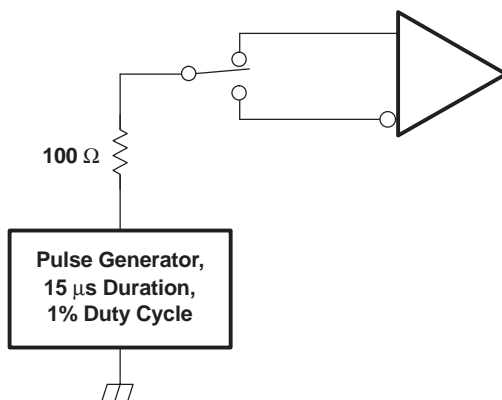 100 Ω
Pulse Generator,
15 μs Duration,
1% Duty Cycle